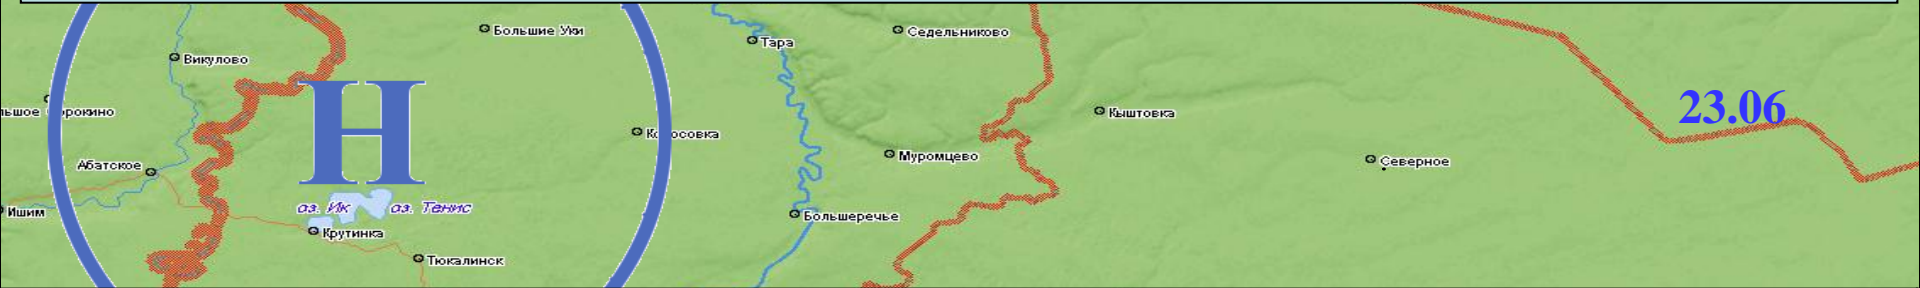 Большие Уки
Седельниково
Тара
Викулово
Н
23.06
Кыштовка
Колосовка
Муромцево
Северное
Абатское
оз. Ик
оз. Тенис
Ишим
Большеречье
Крутинка
Тюкалинск